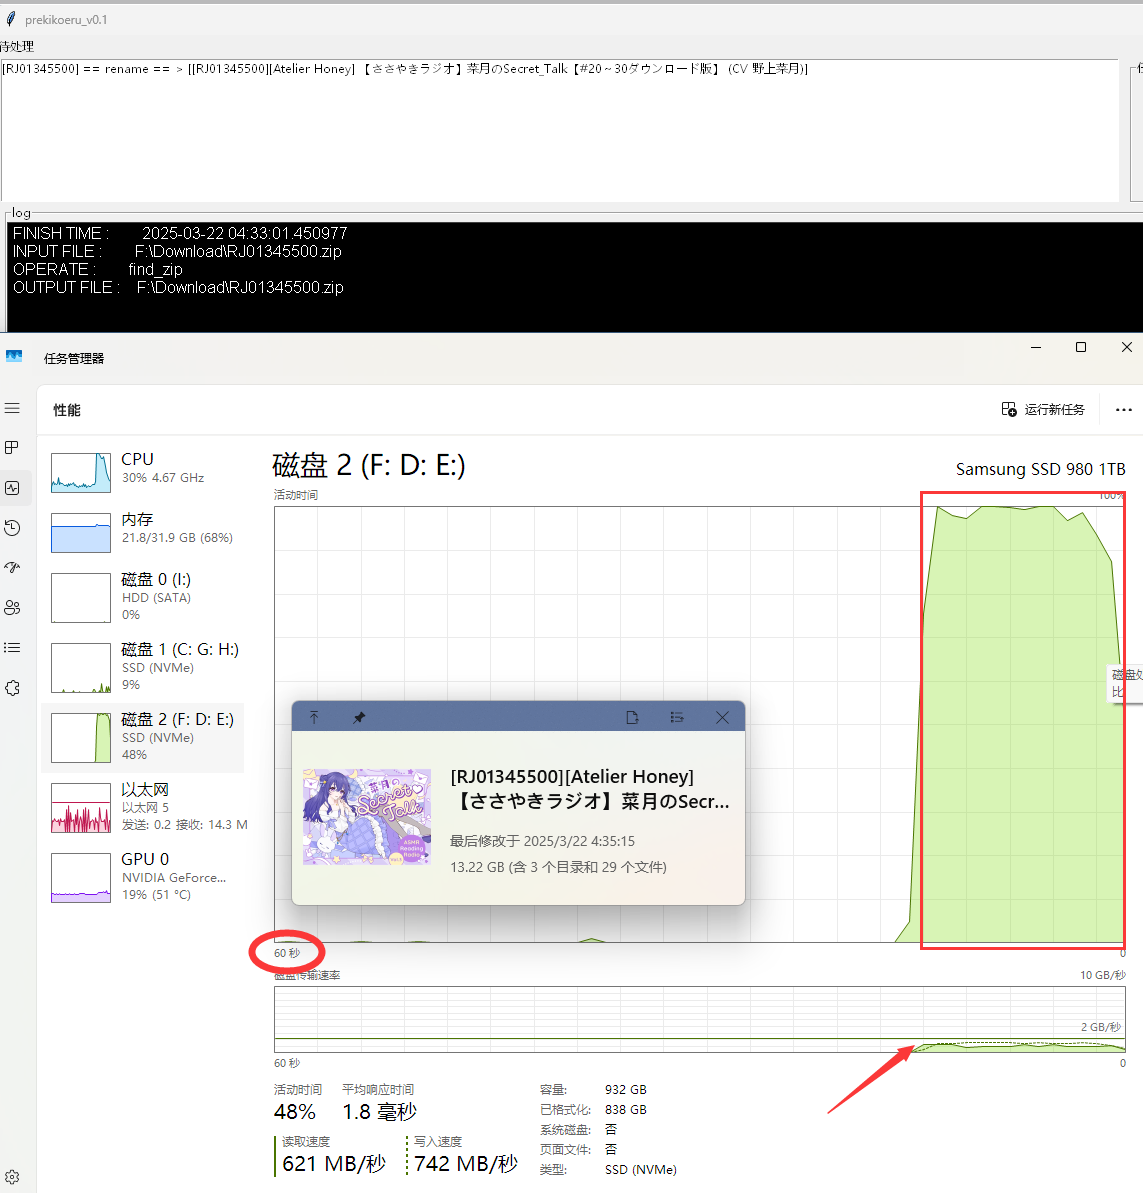 prekikoeru_v0.1
待处理
[RJ01345500] == rename == > [[RJ01345500][Atelier Honey] 【ささやきラジオ】菜月のSecret_Talk【#20～30ダウンロード版】 (CV 野上菜月)]
log
FINISH TIME : 2025-03-22 04:33:01.450977
INPUT FILE : F:\Download\RJ01345500.zip
OPERATE : find_zip
OUTPUT FILE : F:\Download\RJ01345500.zip
任务管理器
性能
运行新任务
CPU
30% 4.67 GHz
内存
21.8/31.9 GB (68%)
磁盘 0 (I:)
HDD (SATA)
0%
磁盘 1 (C: G: H:)
SSD (NVMe)
9%
磁盘 2 (F: D: E:)
SSD (NVMe)
48%
以太网
以太网 5
发送: 0.2 接收: 14.3 M
GPU 0
NVIDIA GeForce...
19% (51 °C)
磁盘 2 (F: D: E:)
Samsung SSD 980 1TB
活动时间
100%
磁盘处
比
[RJ01345500][Atelier Honey]
【ささやきラジオ】菜月のSecr...
最后修改于 2025/3/22 4:35:15
13.22 GB (含 3 个目录和 29 个文件)
菜月の
Secret
Talk
ASMR
Reading
Radio
60 秒
0
磁盘传输速率
10 GB/秒
2 GB/秒
60 秒
0
活动时间
48%
平均响应时间
1.8 毫秒
读取速度
621 MB/秒
写入速度
742 MB/秒
容量: 932 GB
已格式化: 838 GB
系统磁盘: 否
页面文件: 否
类型: SSD (NVMe)